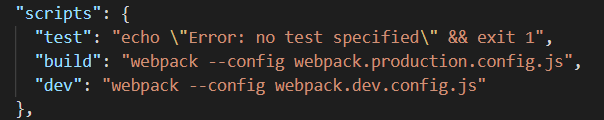 "scripts": {
"test": "echo \"Error: no test specified\" && exit 1",
"build": "webpack --config webpack.production.config.js",
"dev": "webpack --config webpack.dev.config.js"
},